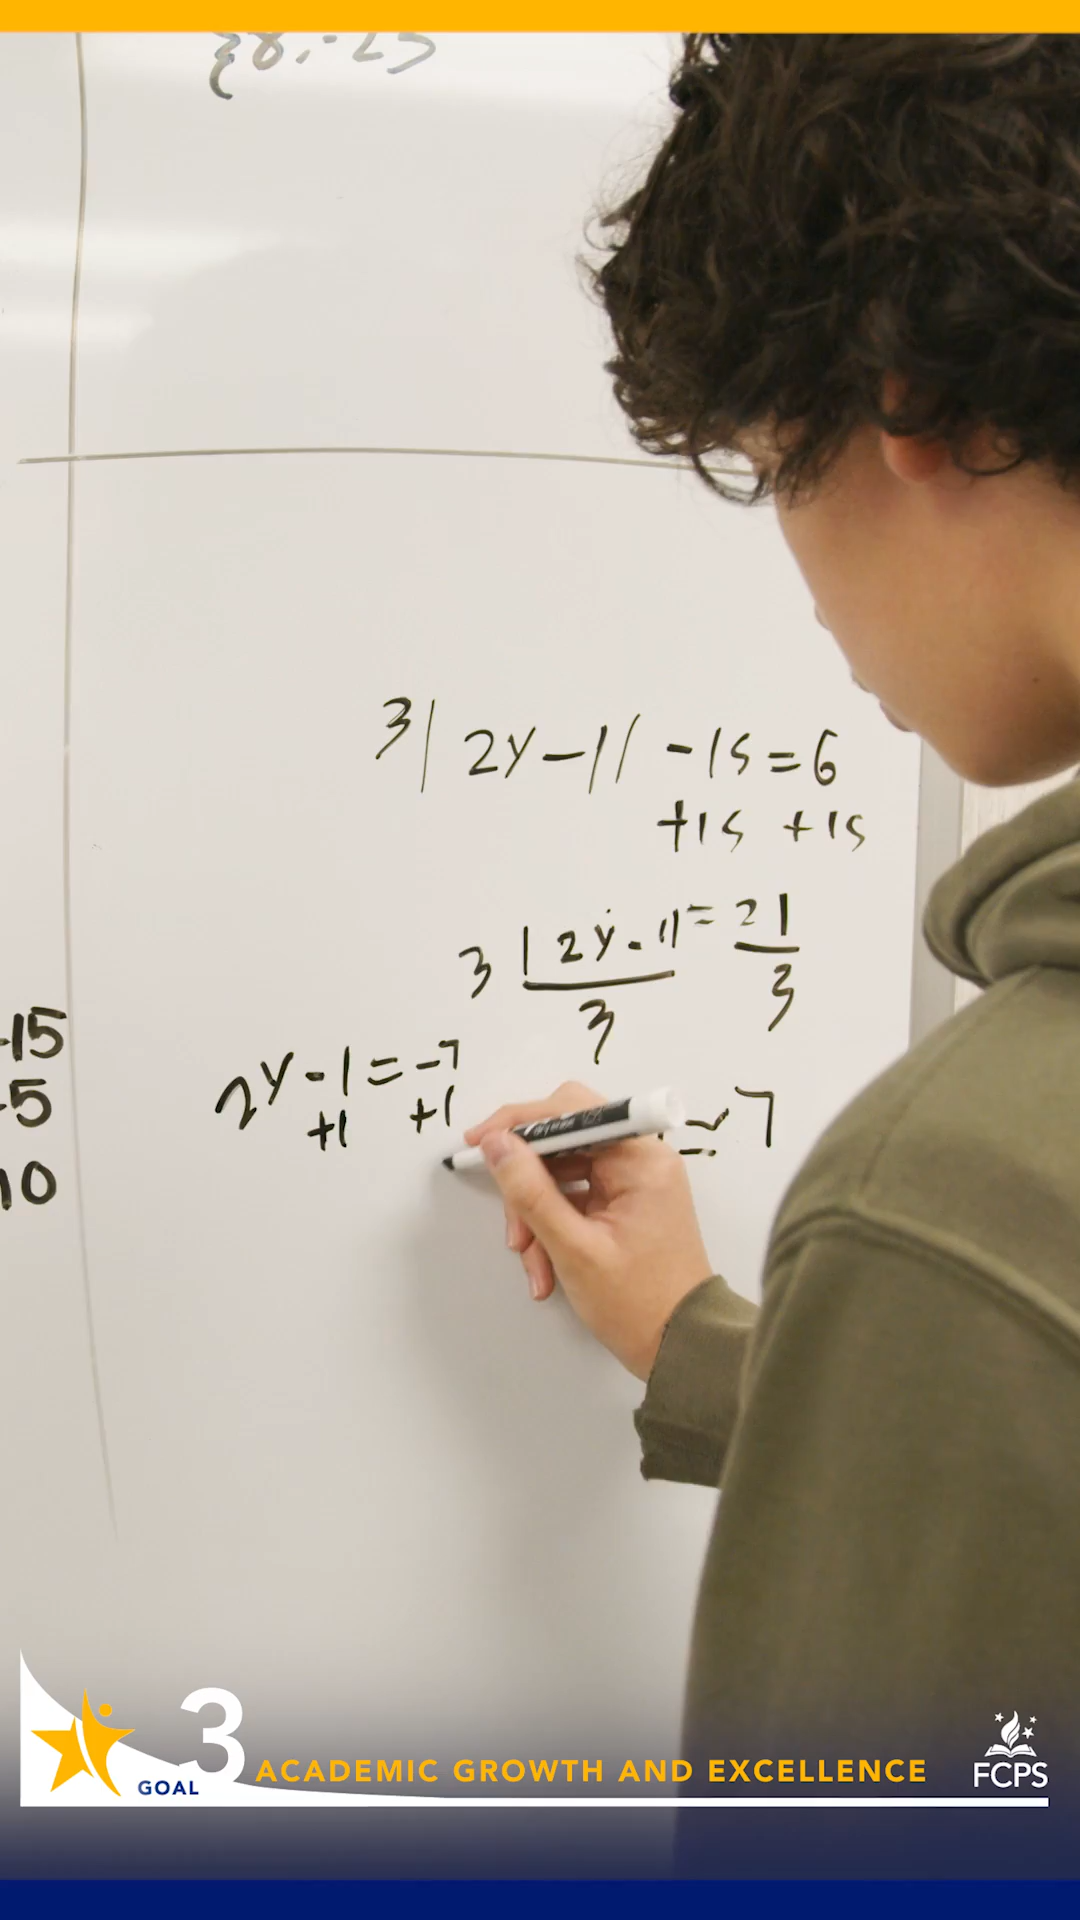 3|2y-1|-15=6
+15 +15
3|2y-1|=21
3 3
2y-1=-7
+1 +1
=7
-15
-5
10
3
GOAL
ACADEMIC GROWTH AND EXCELLENCE
FCPS